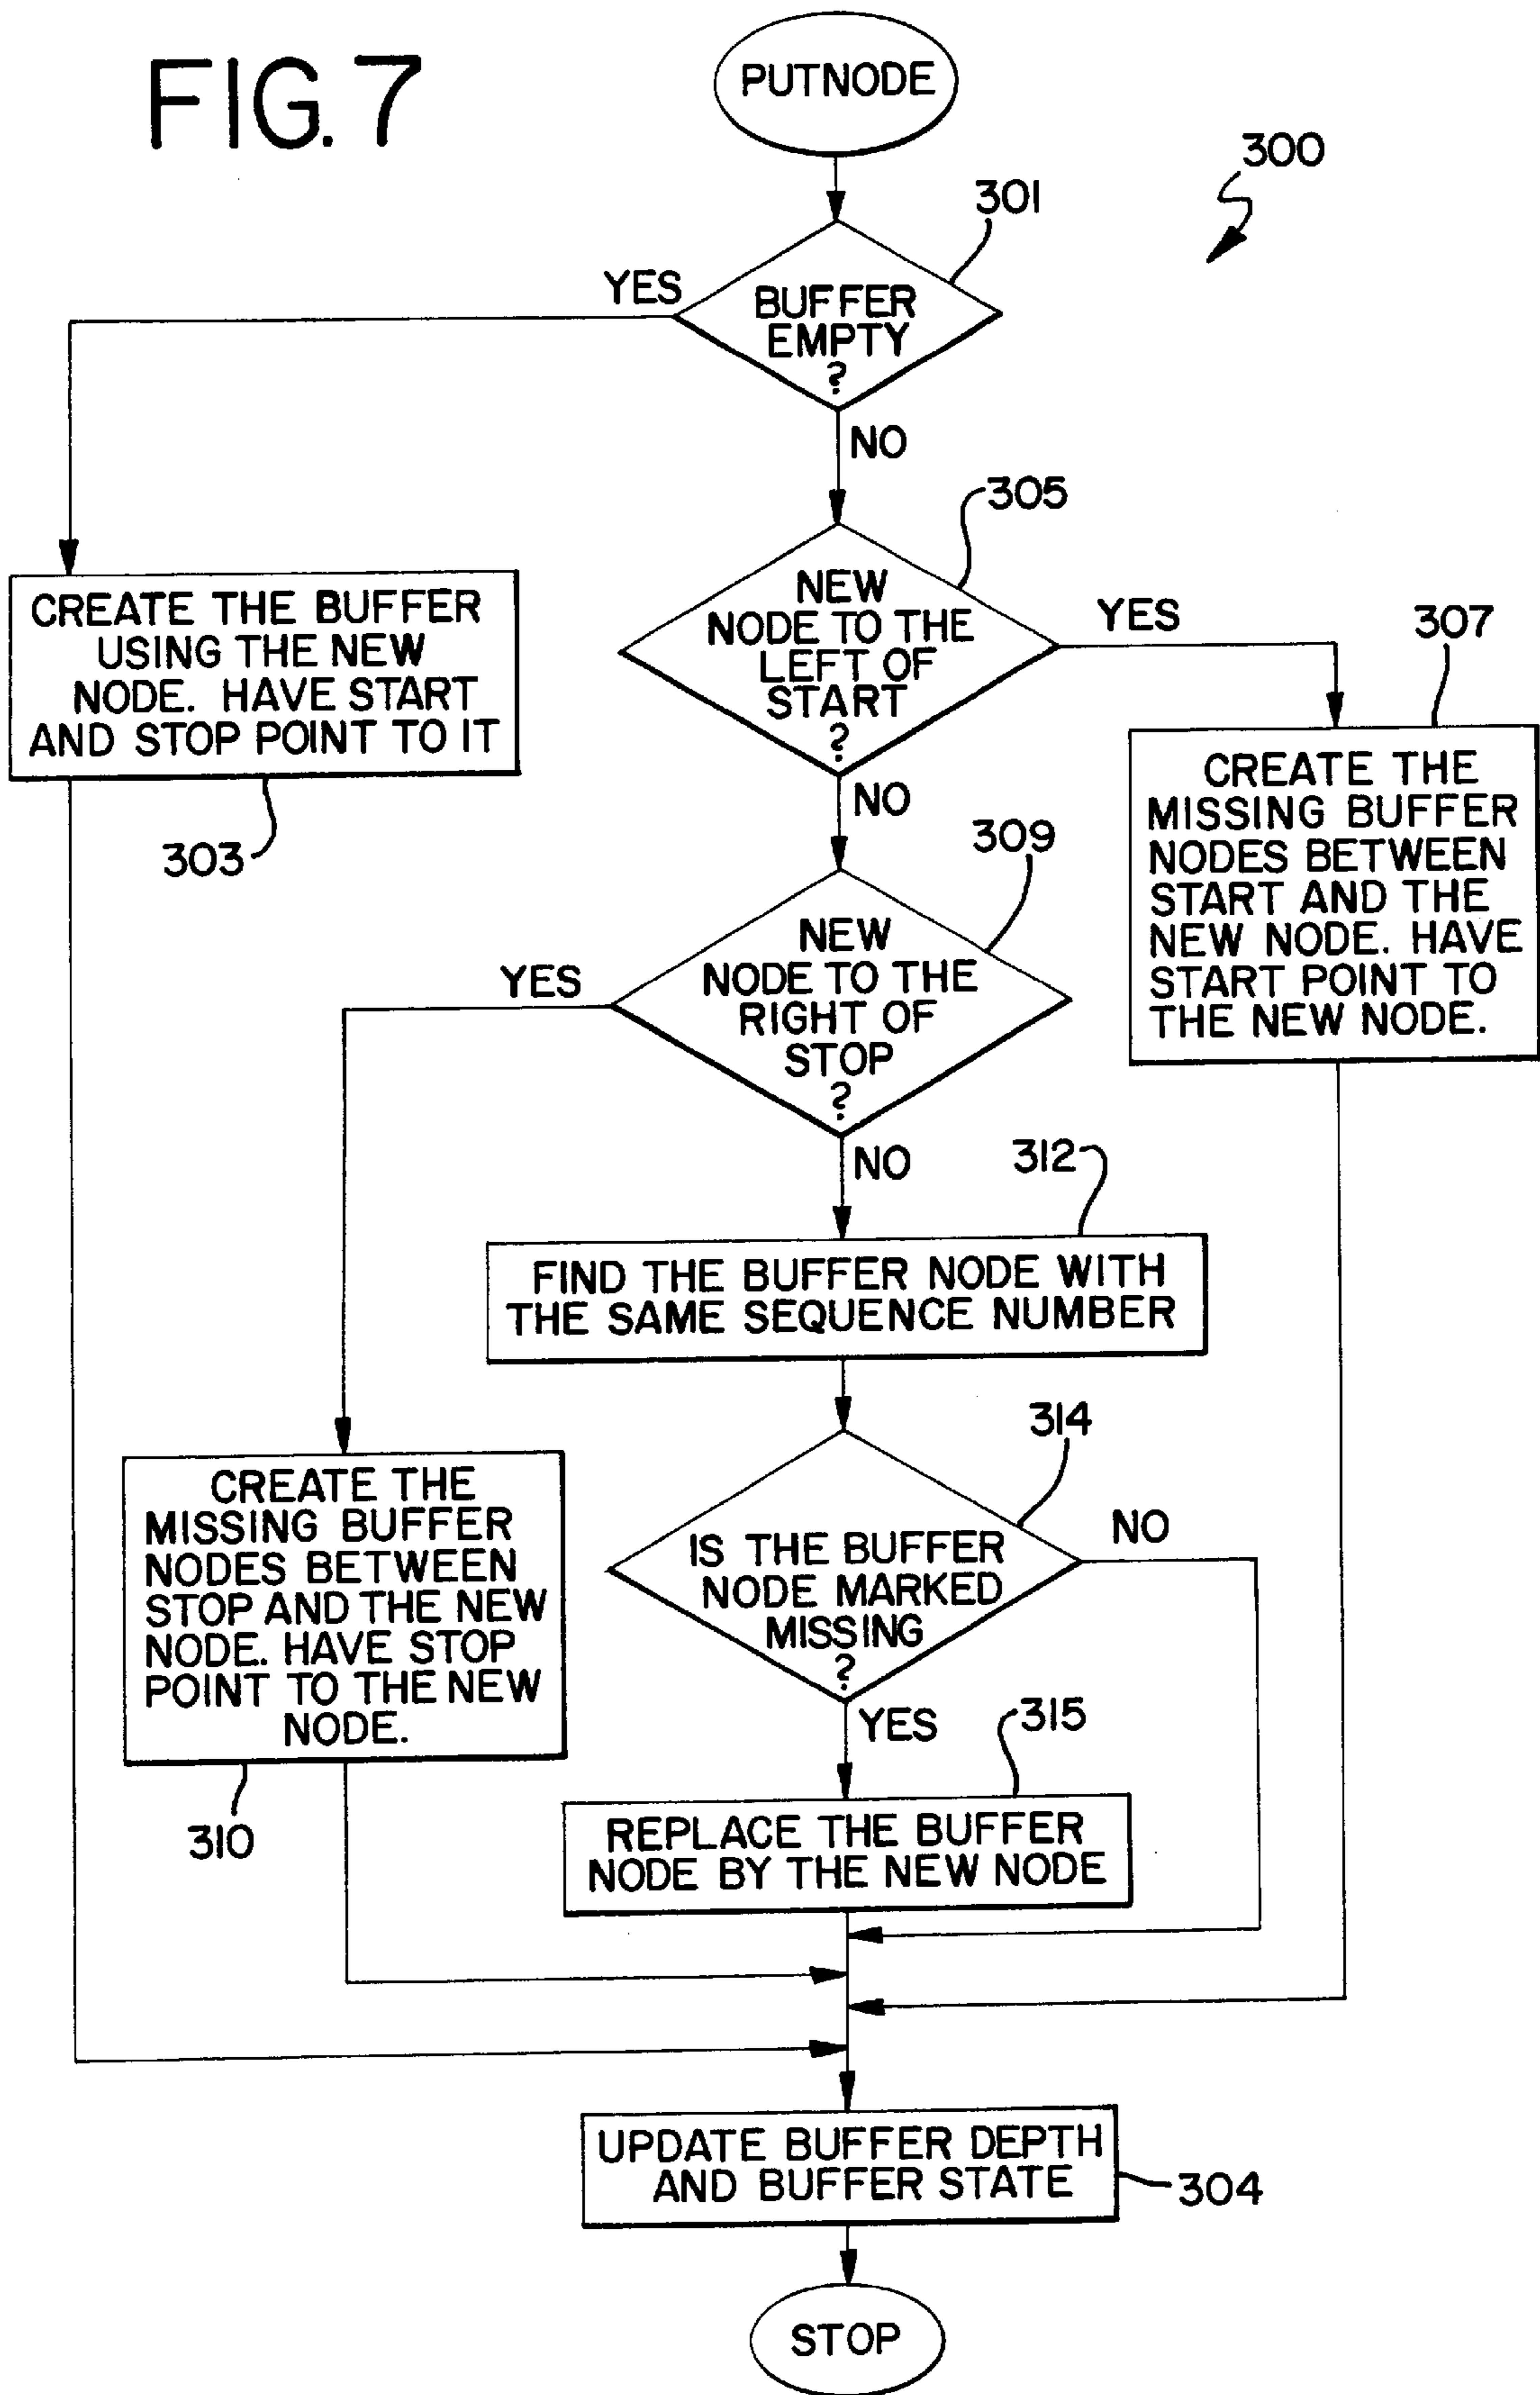 FIG. 7
PUTNODE
300
301
YES
BUFFER
EMPTY
?
NO
305
NEW
NODE TO THE
LEFT OF
START
?
YES
307
CREATE THE BUFFER
USING THE NEW
NODE. HAVE START
AND STOP POINT TO IT
303
NO
CREATE THE
MISSING BUFFER
NODES BETWEEN
START AND THE
NEW NODE. HAVE
START POINT TO
THE NEW NODE.
309
NEW
NODE TO THE
RIGHT OF
STOP
?
YES
NO
312
FIND THE BUFFER NODE WITH
THE SAME SEQUENCE NUMBER
314
IS THE BUFFER
NODE MARKED
MISSING
?
NO
CREATE THE
MISSING BUFFER
NODES BETWEEN
STOP AND THE NEW
NODE. HAVE STOP
POINT TO THE NEW
NODE.
310
YES
315
REPLACE THE BUFFER
NODE BY THE NEW NODE
UPDATE BUFFER DEPTH
AND BUFFER STATE
304
STOP